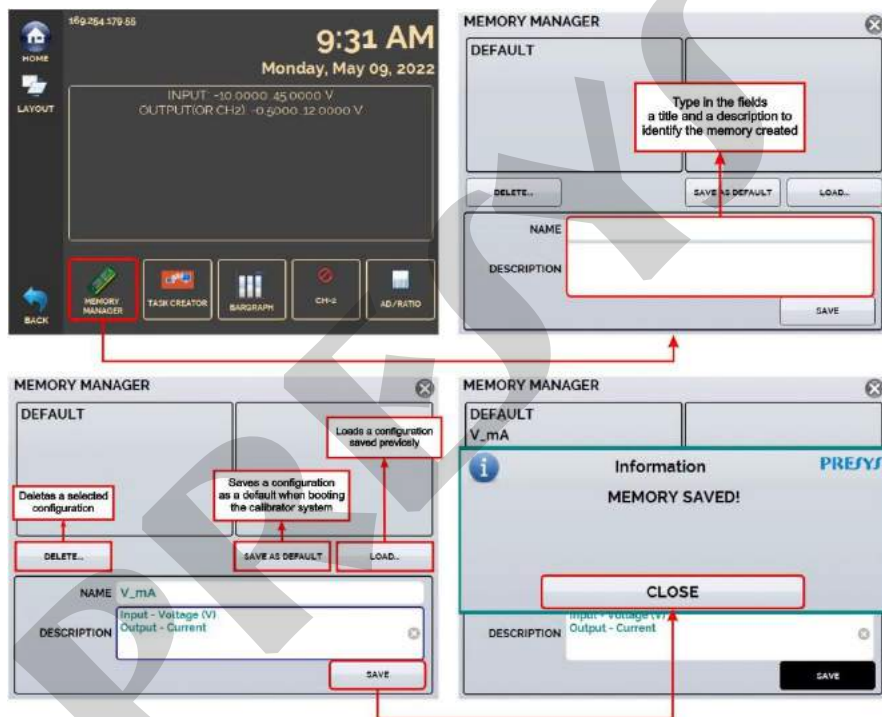 169.254.179.55
9:31 AM
Monday, May 09, 2022
HOME
LAYOUT
INPUT: -10.0000 45.0000 V
OUTPUT(OR CH2): -0.5000 12.0000 V
BACK
MEMORY
MANAGER
TASK CREATOR
BARGRAPH
CH-2
AD/RATIO
MEMORY MANAGER
DEFAULT
Type in the fields
a title and a description to
identify the memory created
DELETE...
SAVE AS DEFAULT
LOAD...
NAME
DESCRIPTION
SAVE
MEMORY MANAGER
DEFAULT
Loads a configuration
saved previosly
Saves a configuration
as a default when booting
the calibrator system
Deletes a selected
configuration
DELETE...
SAVE AS DEFAULT
LOAD...
NAME V_mA
DESCRIPTION
Input - Voltage (V)
Output - Current
SAVE
MEMORY MANAGER
DEFAULT
V_mA
Information
PRESYS
MEMORY SAVED!
CLOSE
Input - Voltage (V)
DESCRIPTION Output - Current
SAVE
PRESYS